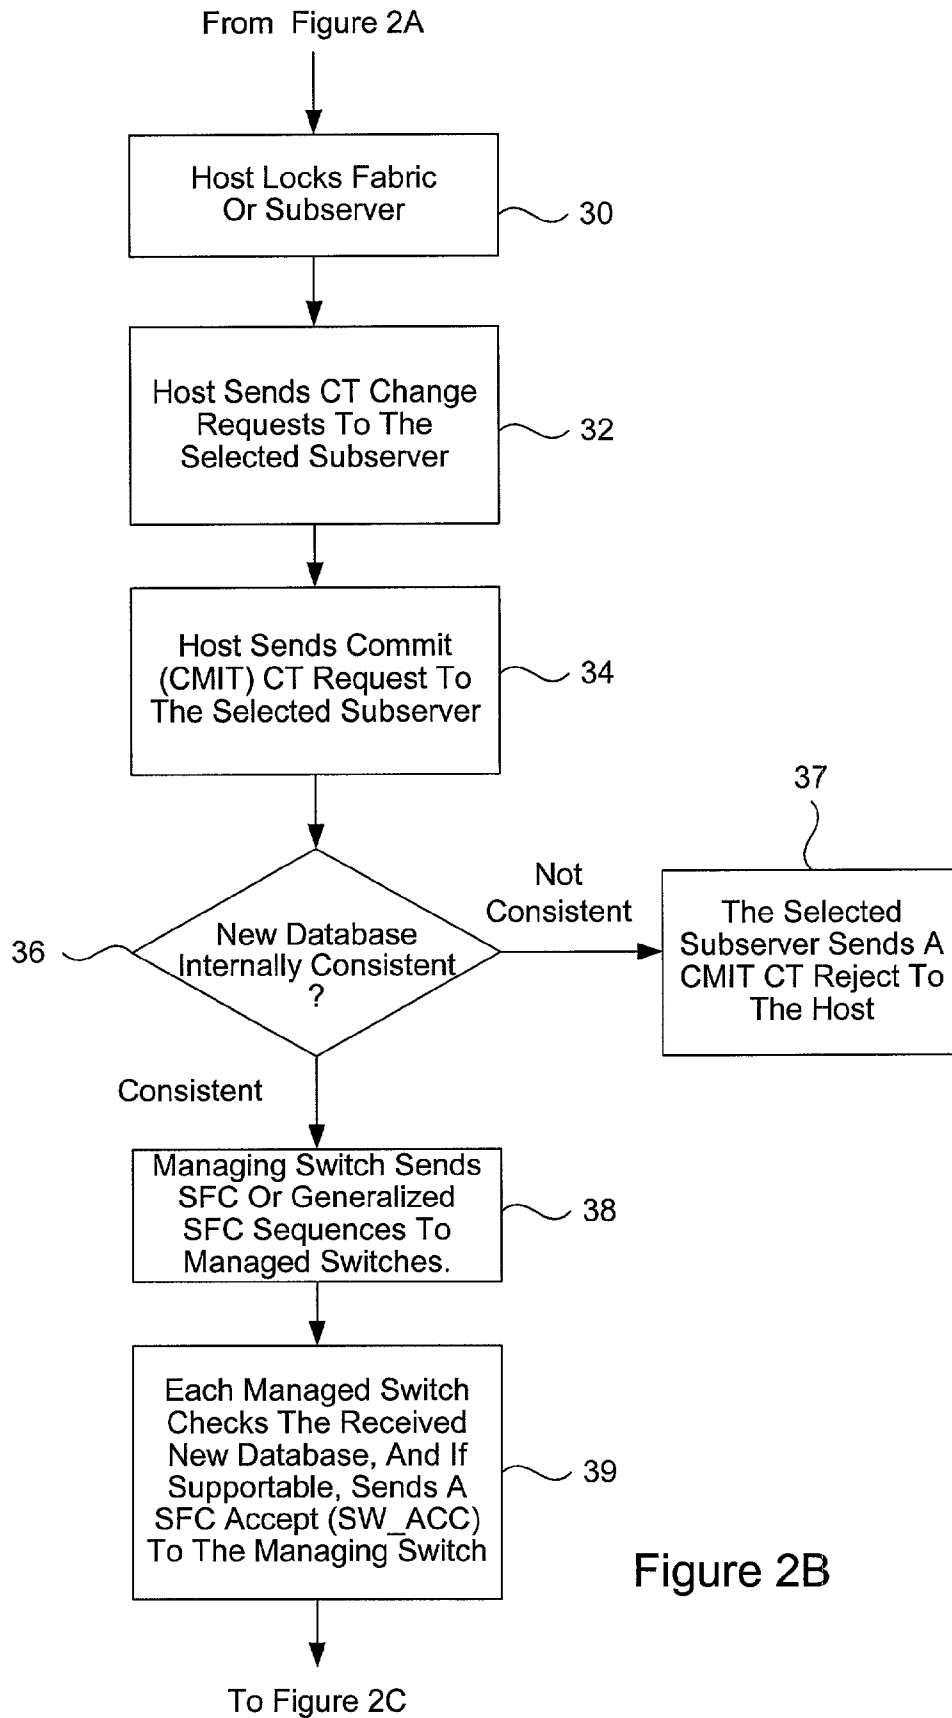 From Figure 2A
Host Locks Fabric
Or Subserver
30
Host Sends CT Change
Requests To The
Selected Subserver
32
Host Sends Commit
(CMIT) CT Request To
The Selected Subserver
34
37
Not
Consistent
The Selected
Subserver Sends A
CMIT CT Reject To
The Host
36
New Database
Internally Consistent
?
Consistent
Managing Switch Sends
SFC Or Generalized
SFC Sequences To
Managed Switches.
38
Each Managed Switch
Checks The Received
New Database, And If
Supportable, Sends A
SFC Accept (SW_ACC)
To The Managing Switch
39
Figure 2B
To Figure 2C